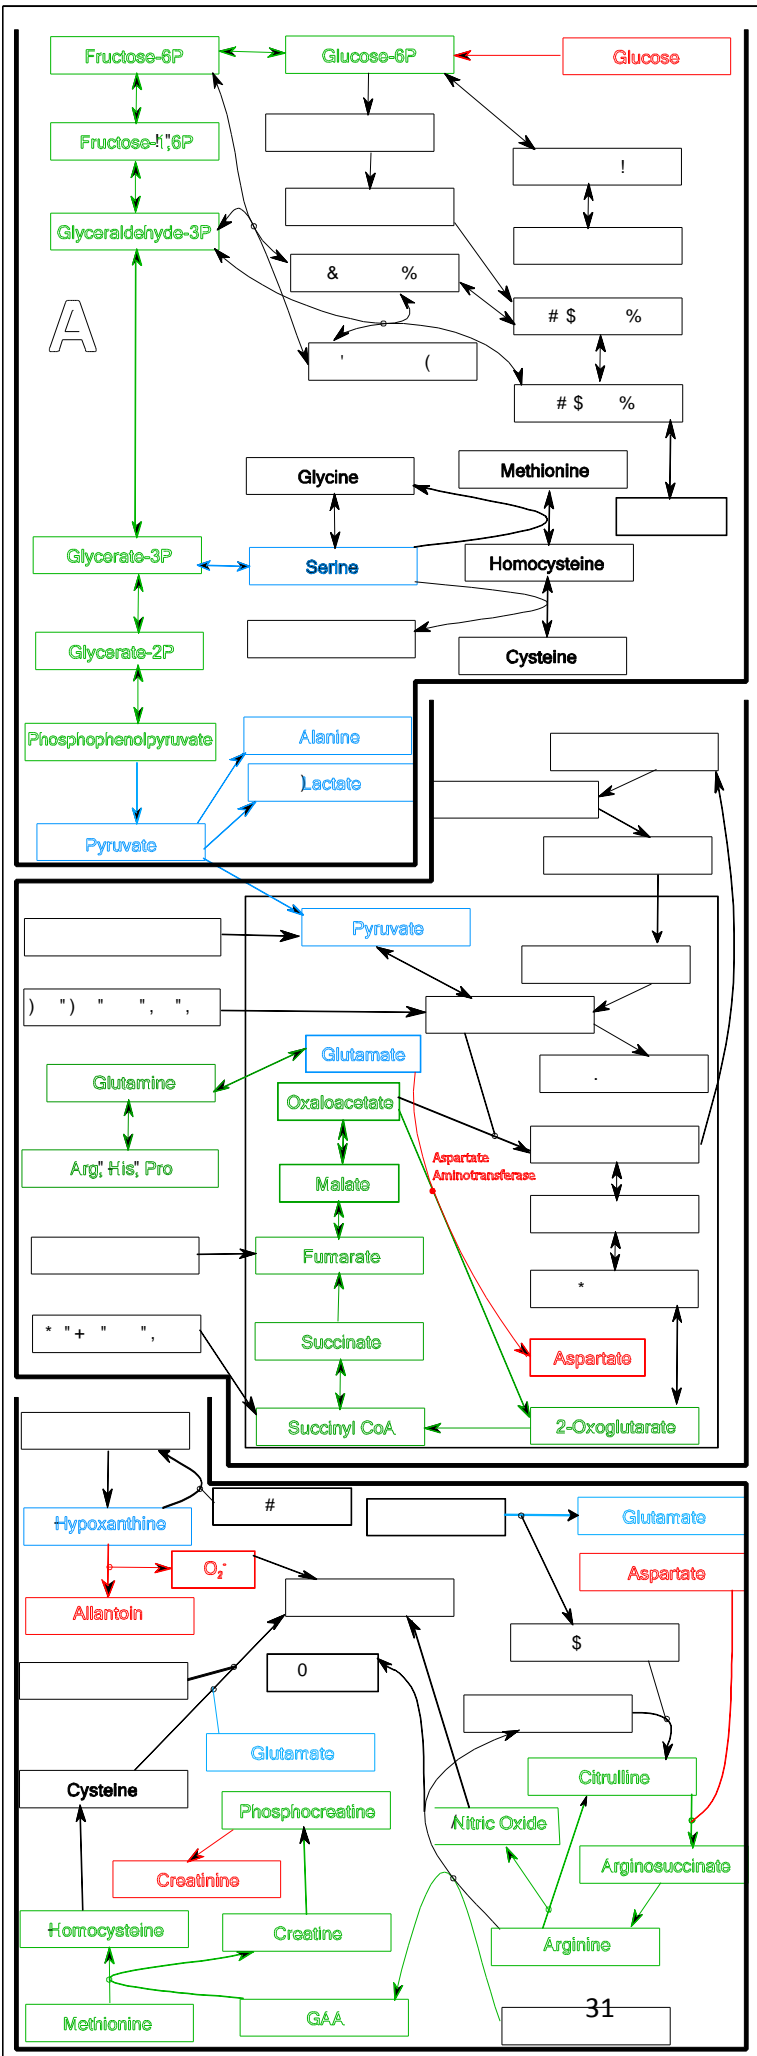 Fructose-6P
Glucose-6P
Glucose
Fructose-1",6P
!
Glyceraldehyde-3P
& %
# $ %
A
' (
# $ %
Glycine
Methionine
Glycerate-3P
Serine
Homocysteine
Glycerate-2P
Cysteine
Phosphophenolpyruvate
Alanine
)Lactate
Pyruvate
Pyruvate
) ") " ", ",
Glutamate
Glutamine
.
Oxaloacetate
Arg", His", Pro
Aspartate
Aminotransferase
Malate
Fumarate
*
* "+ " ",
Succinate
Aspartate
Succinyl CoA
2-Oxoglutarate
#
Hypoxanthine
Glutamate
O2-
Aspartate
Allantoin
$
0
Glutamate
Cysteine
Citrulline
Phosphocreatine
Nitric Oxide
Creatinine
Arginosuccinate
Homocysteine
Creatine
Arginine
GAA
31
Methionine